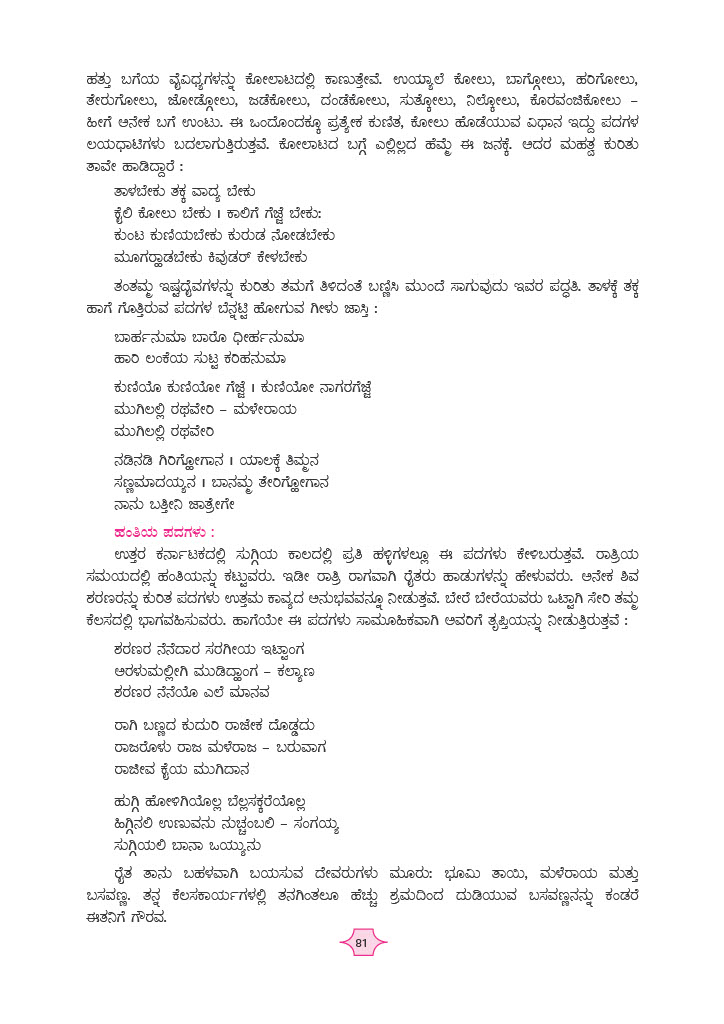 ಹತ್ತು ಬಗೆಯ ವೈವಿಧ್ಯಗಳನ್ನು ಕೋಲಾಟದಲ್ಲಿ ಕಾಣುತ್ತೇವೆ. ಉಯ್ಯಾಲೆ ಕೋಲು, ಬಾಗ್ಗೋಲು, ಹರಿಗೋಲು,
ತೇರುಗೋಲು, ಜೋಡ್ಗೋಲು, ಜಡೆಕೋಲು, ದಂಡೆಕೋಲು, ಸುತ್ಕೋಲು, ನಿಲ್ಕೋಲು, ಕೊರವಂಜಿಕೋಲು –
ಹೀಗೆ ಅನೇಕ ಬಗೆ ಉಂಟು. ಈ ಒಂದೊಂದಕ್ಕೂ ಪ್ರತ್ಯೇಕ ಕುಣಿತ, ಕೋಲು ಹೊಡೆಯುವ ವಿಧಾನ ಇದ್ದು ಪದಗಳ
ಲಯಧಾಟಿಗಳು ಬದಲಾಗುತ್ತಿರುತ್ತವೆ. ಕೋಲಾಟದ ಬಗ್ಗೆ ಎಲ್ಲಿಲ್ಲದ ಹೆಮ್ಮೆ ಈ ಜನಕ್ಕೆ. ಆದರ ಮಹತ್ವ ಕುರಿತು
ತಾವೇ ಹಾಡಿದ್ದಾರೆ :
ತಾಳಬೇಕು ತಕ್ಕ ವಾದ್ಯ ಬೇಕು
ಕೈಲಿ ಕೋಲು ಬೇಕು । ಕಾಲಿಗೆ ಗೆಜ್ಜೆ ಬೇಕು:
ಕುಂಟ ಕುಣಿಯಬೇಕು ಕುರುಡ ನೋಡಬೇಕು
ಮೂಗರ‍್ಹಾಡಬೇಕು ಕಿವುಡರ್ ಕೇಳಬೇಕು
ತಂತಮ್ಮ ಇಷ್ಟದೈವಗಳನ್ನು ಕುರಿತು ತಮಗೆ ತಿಳಿದಂತೆ ಬಣ್ಣಿಸಿ ಮುಂದೆ ಸಾಗುವುದು ಇವರ ಪದ್ಧತಿ. ತಾಳಕ್ಕೆ ತಕ್ಕ
ಹಾಗೆ ಗೊತ್ತಿರುವ ಪದಗಳ ಬೆನ್ನಟ್ಟಿ ಹೋಗುವ ಗೀಳು ಜಾಸ್ತಿ :
ಬಾರ್ಹನುಮಾ ಬಾರೊ ಧೀರ್ಹನುಮಾ
ಹಾರಿ ಲಂಕೆಯ ಸುಟ್ಟ ಕರಿಹನುಮಾ
ಕುಣಿಯೊ ಕುಣಿಯೋ ಗೆಜ್ಜೆ । ಕುಣಿಯೋ ನಾಗರಗೆಜ್ಜೆ
ಮುಗಿಲಲ್ಲಿ ರಥವೇರಿ – ಮಳೇರಾಯ
ಮುಗಿಲಲ್ಲಿ ರಥವೇರಿ
ನಡಿನಡಿ ಗಿರಿಗ್ಹೋಗಾನ । ಯಾಲಕ್ಕೆ ತಿಮ್ಮನ
ಸಣ್ಣಮಾದಯ್ಯನ । ಬಾನಮ್ಮ ತೇರಿಗ್ಹೋಗಾನ
ನಾನು ಬತ್ತೀನಿ ಜಾತ್ರೇಗೇ
ಹಂತಿಯ ಪದಗಳು :
ಉತ್ತರ ಕರ್ನಾಟಕದಲ್ಲಿ ಸುಗ್ಗಿಯ ಕಾಲದಲ್ಲಿ ಪ್ರತಿ ಹಳ್ಳಿಗಳಲ್ಲೂ ಈ ಪದಗಳು ಕೇಳಿಬರುತ್ತವೆ. ರಾತ್ರಿಯ
ಸಮಯದಲ್ಲಿ ಹಂತಿಯನ್ನು ಕಟ್ಟುವರು. ಇಡೀ ರಾತ್ರಿ ರಾಗವಾಗಿ ರೈತರು ಹಾಡುಗಳನ್ನು ಹೇಳುವರು. ಅನೇಕ ಶಿವ
ಶರಣರನ್ನು ಕುರಿತ ಪದಗಳು ಉತ್ತಮ ಕಾವ್ಯದ ಅನುಭವವನ್ನೂ ನೀಡುತ್ತವೆ. ಬೇರೆ ಬೇರೆಯವರು ಒಟ್ಟಾಗಿ ಸೇರಿ ತಮ್ಮ
ಕೆಲಸದಲ್ಲಿ ಭಾಗವಹಿಸುವರು. ಹಾಗೆಯೇ ಈ ಪದಗಳು ಸಾಮೂಹಿಕವಾಗಿ ಅವರಿಗೆ ತೃಪ್ತಿಯನ್ನು ನೀಡುತ್ತಿರುತ್ತವೆ :
ಶರಣರ ನೆನೆದಾರ ಸರಗೀಯ ಇಟ್ಟಾಂಗ
ಅರಳುಮಲ್ಲೀಗಿ ಮುಡಿದ್ಹಾಂಗ – ಕಲ್ಯಾಣ
ಶರಣರ ನೆನೆಯೊ ಎಲೆ ಮಾನವ
ರಾಗಿ ಬಣ್ಣದ ಕುದುರಿ ರಾಜೇಕ ದೊಡ್ಡದು
ರಾಜರೊಳು ರಾಜ ಮಳೆರಾಜ – ಬರುವಾಗ
ರಾಜೀವ ಕೈಯ ಮುಗಿದಾನ
ಹುಗ್ಗಿ ಹೋಳಿಗಿಯೊಲ್ಲ ಬೆಲ್ಲಸಕ್ಕರೆಯೊಲ್ಲ
ಹಿಗ್ಗಿನಲಿ ಉಣುವನು ನುಚ್ಚಂಬಲಿ – ಸಂಗಯ್ಯ
ಸುಗ್ಗಿಯಲಿ ಬಾನಾ ಒಯ್ಯುನು
ರೈತ ತಾನು ಬಹಳವಾಗಿ ಬಯಸುವ ದೇವರುಗಳು ಮೂರು: ಭೂಮಿ ತಾಯಿ, ಮಳೆರಾಯ ಮತ್ತು
ಬಸವಣ್ಣ. ತನ್ನ ಕೆಲಸಕಾರ್ಯಗಳಲ್ಲಿ ತನಗಿಂತಲೂ ಹೆಚ್ಚು ಶ್ರಮದಿಂದ ದುಡಿಯುವ ಬಸವಣ್ಣನನ್ನು ಕಂಡರೆ
ಈತನಿಗೆ ಗೌರವ.
81